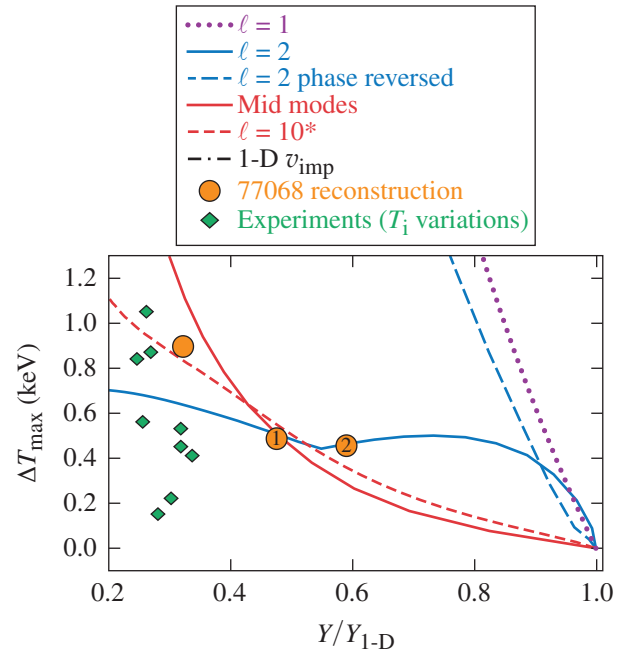 ℓ = 1
ℓ = 2
ℓ = 2 phase reversed
Mid modes
ℓ = 10*
1-D v_imp
77068 reconstruction
Experiments (T_i variations)
1.2
1.0
0.8
0.6
0.4
0.2
0.0
ΔT_max (keV)
1
2
0.2 0.4 0.6 0.8 1.0
Y/Y_1-D